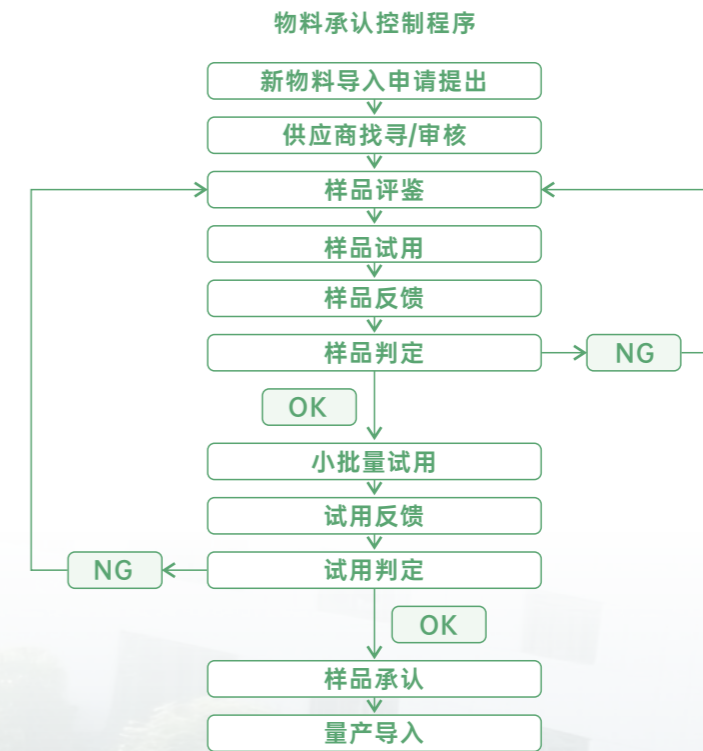 物料承认控制程序
新物料导入申请提出
供应商找寻/审核
样品评鉴
样品试用
样品反馈
样品判定
NG
OK
小批量试用
试用反馈
试用判定
NG
OK
样品承认
量产导入